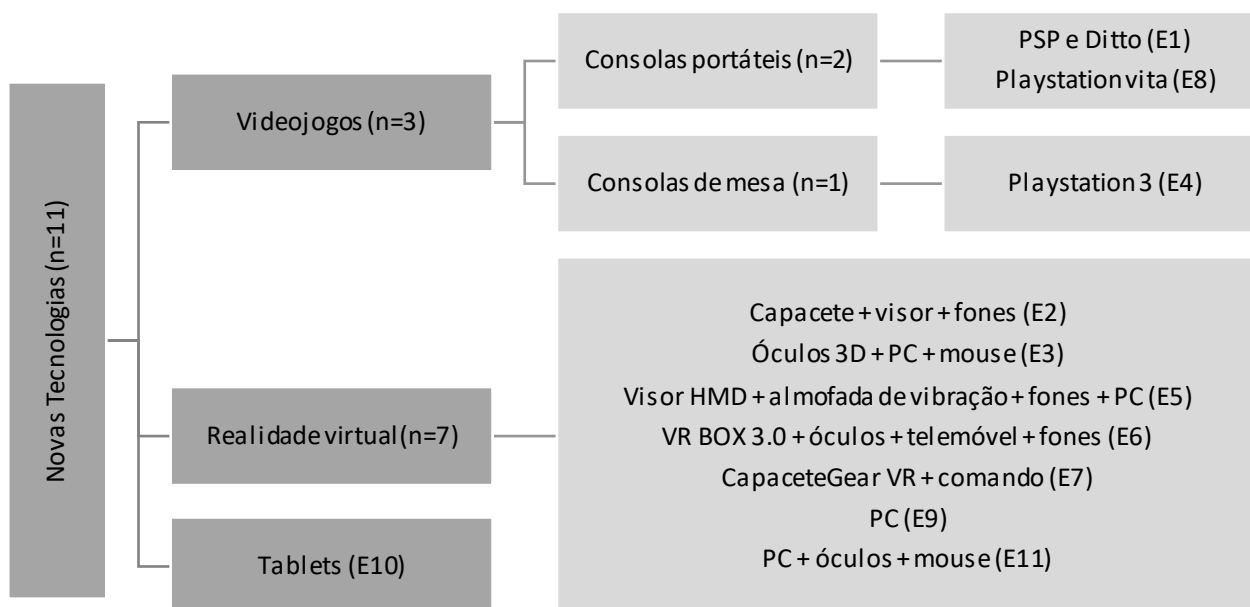 Novas Tecnologias (n=11)
Videojogos (n=3)
Consolas portáteis (n=2)
PSP e Ditto (E1)
Playstation vita (E8)
Consolas de mesa (n=1)
Playstation 3 (E4)
Realidade virtual (n=7)
Capacete + visor + fones (E2)
Óculos 3D + PC + mouse (E3)
Visor HMD + almofada de vibração + fones + PC (E5)
VR BOX 3.0 + óculos + telemóvel + fones (E6)
CapaceteGear VR + comando (E7)
PC (E9)
PC + óculos + mouse (E11)
Tablets (E10)